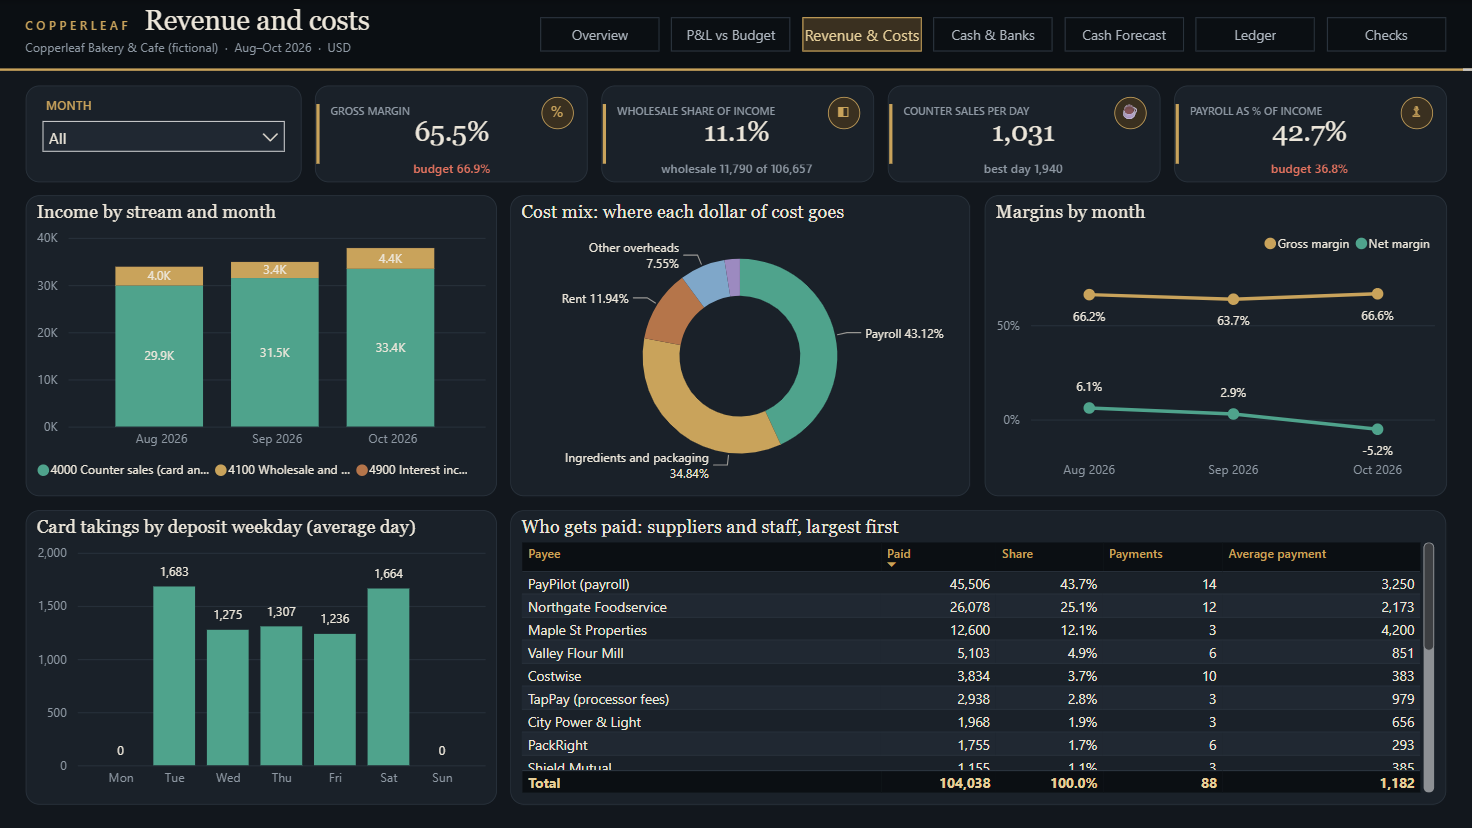 COPPERLEAF Revenue and costs
Copperleaf Bakery & Cafe (fictional) · Aug–Oct 2026 · USD
Overview
P&L vs Budget
Revenue & Costs
Cash & Banks
Cash Forecast
Ledger
Checks
MONTH
All
GROSS MARGIN
%
65.5%
budget 66.9%
WHOLESALE SHARE OF INCOME
11.1%
wholesale 11,790 of 106,657
COUNTER SALES PER DAY
1,031
best day 1,940
PAYROLL AS % OF INCOME
42.7%
budget 36.8%
Income by stream and month
40K
30K
20K
10K
0K
4.0K
3.4K
4.4K
29.9K
31.5K
33.4K
Aug 2026
Sep 2026
Oct 2026
4000 Counter sales (card an...
4100 Wholesale and ...
4900 Interest inc...
Cost mix: where each dollar of cost goes
Other overheads
7.55%
Rent 11.94%
Payroll 43.12%
Ingredients and packaging
34.84%
Margins by month
Gross margin
Net margin
50%
0%
66.2%
63.7%
66.6%
6.1%
2.9%
-5.2%
Aug 2026
Sep 2026
Oct 2026
Card takings by deposit weekday (average day)
2,000
1,500
1,000
500
0
0
1,683
1,275
1,307
1,236
1,664
0
Mon
Tue
Wed
Thu
Fri
Sat
Sun
Who gets paid: suppliers and staff, largest first
Payee Paid Share Payments Average payment
PayPilot (payroll) 45,506 43.7% 14 3,250
Northgate Foodservice 26,078 25.1% 12 2,173
Maple St Properties 12,600 12.1% 3 4,200
Valley Flour Mill 5,103 4.9% 6 851
Costwise 3,834 3.7% 10 383
TapPay (processor fees) 2,938 2.8% 3 979
City Power & Light 1,968 1.9% 3 656
PackRight 1,755 1.7% 6 293
Shield Mutual 1,155 1.1% 3 385
Total 104,038 100.0% 88 1,182